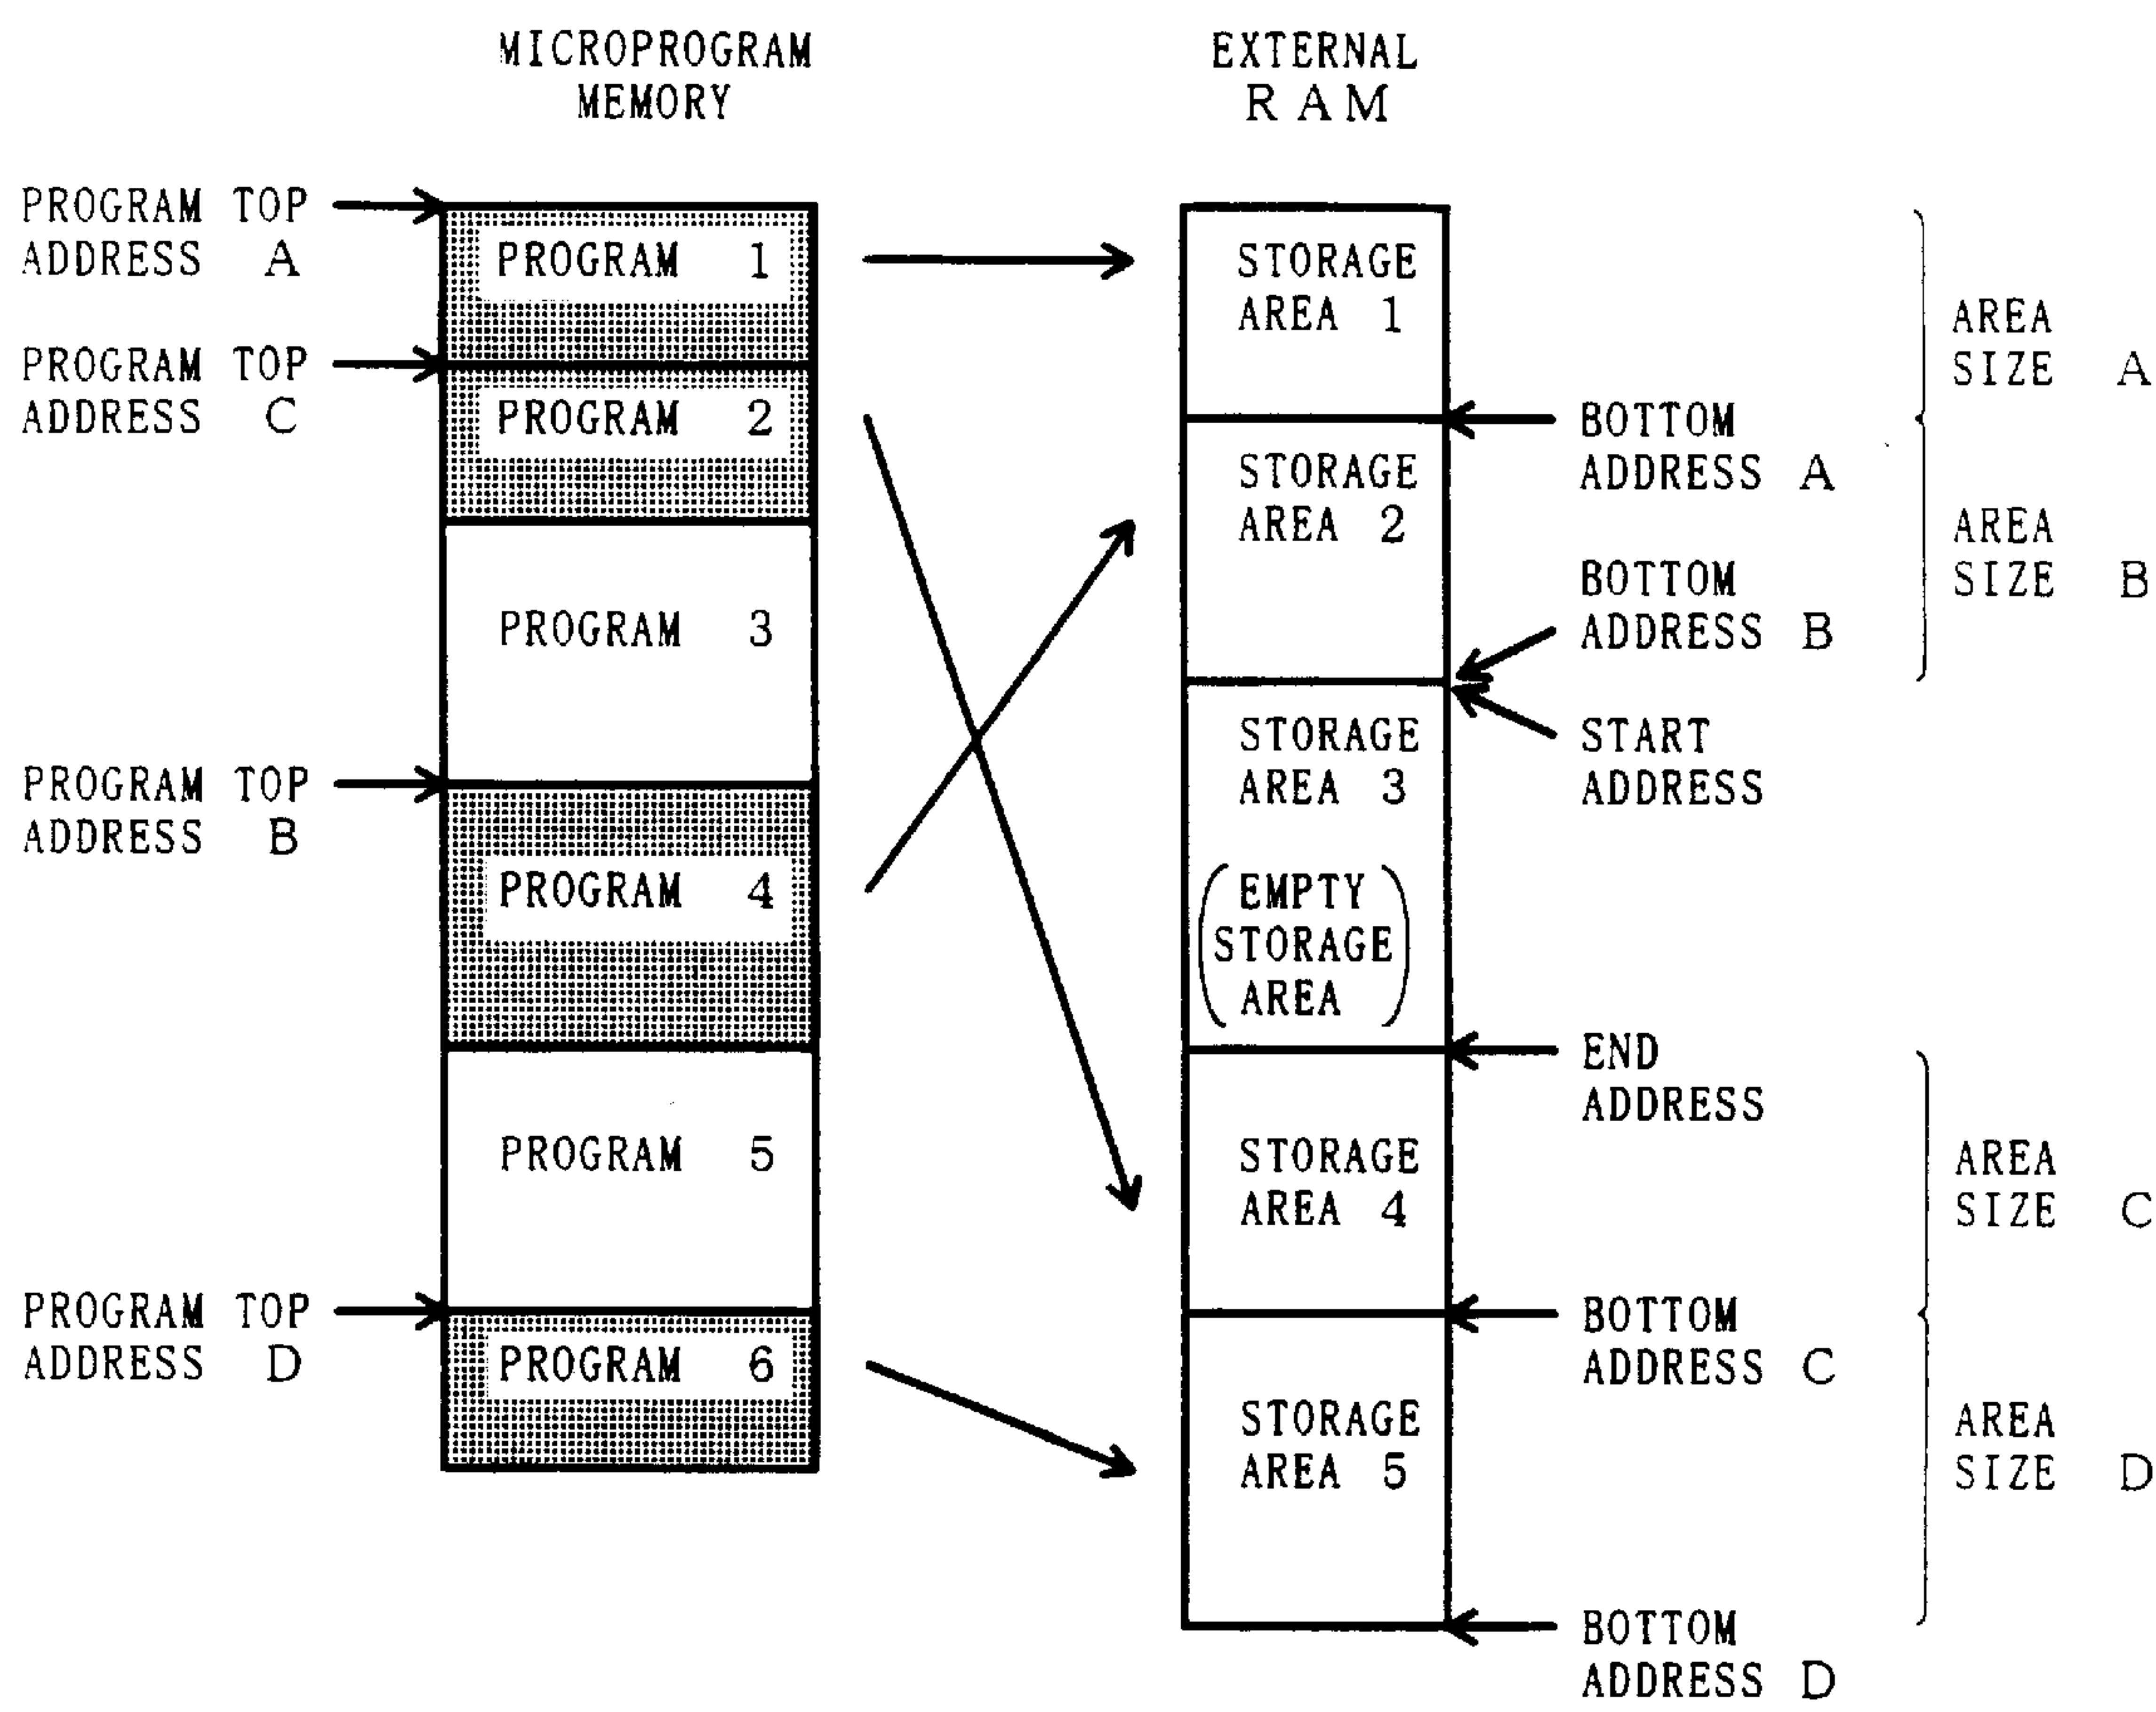 MICROPROGRAM
MEMORY
EXTERNAL
RAM
PROGRAM TOP
ADDRESS A
PROGRAM TOP
ADDRESS C
PROGRAM TOP
ADDRESS B
PROGRAM TOP
ADDRESS D
PROGRAM 1
PROGRAM 2
PROGRAM 3
PROGRAM 4
PROGRAM 5
PROGRAM 6
STORAGE
AREA 1
STORAGE
AREA 2
STORAGE
AREA 3
(EMPTY
STORAGE
AREA)
STORAGE
AREA 4
STORAGE
AREA 5
BOTTOM
ADDRESS A
BOTTOM
ADDRESS B
START
ADDRESS
END
ADDRESS
BOTTOM
ADDRESS C
BOTTOM
ADDRESS D
AREA
SIZE A
AREA
SIZE B
AREA
SIZE C
AREA
SIZE D